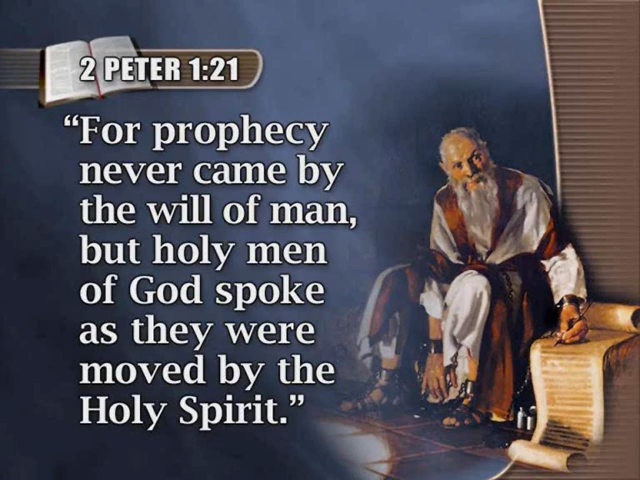 2 PETER 1:21
“For prophecy
never came by
the will of man,
but holy men
of God spoke
as they were
moved by the
Holy Spirit.”